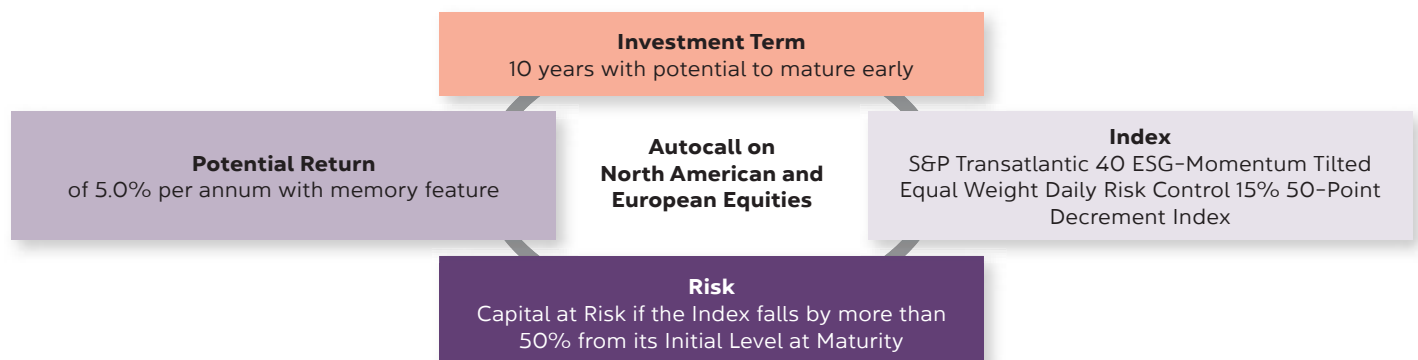 Investment Term
10 years with potential to mature early
Potential Return
of 5.0% per annum with memory feature
Autocall on
North American and
European Equities
Index
S&P Transatlantic 40 ESG-Momentum Tilted
Equal Weight Daily Risk Control 15% 50-Point
Decrement Index
Risk
Capital at Risk if the Index falls by more than
50% from its Initial Level at Maturity